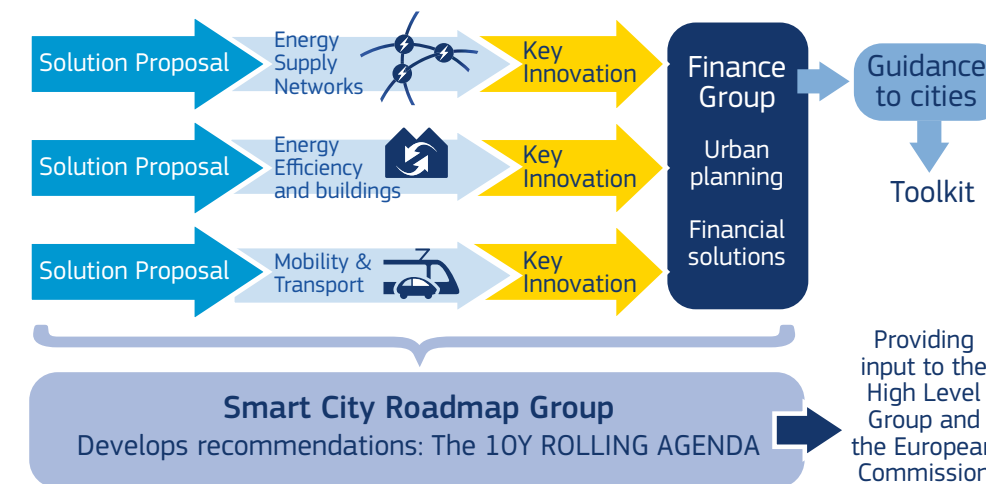 Solution Proposal
Energy
Supply
Networks
Key
Innovation
Solution Proposal
Energy
Efficiency
and buildings
Key
Innovation
Solution Proposal
Mobility &
Transport
Key
Innovation
Finance
Group
Urban
planning
Financial
solutions
Guidance
to cities
Toolkit
Smart City Roadmap Group
Develops recommendations: The 10Y ROLLING AGENDA
Providing
input to the
High Level
Group and
the European
Commission